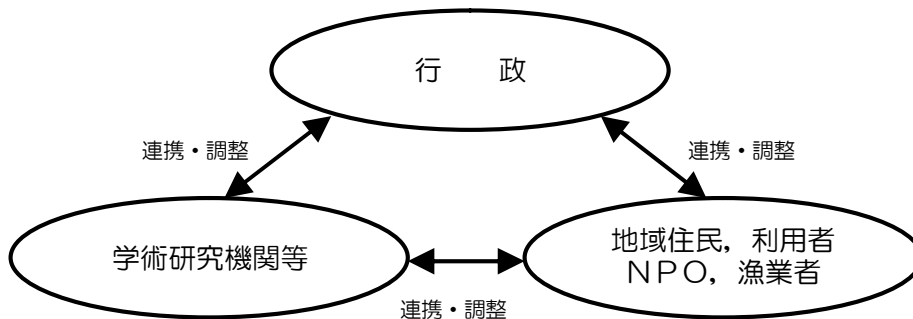 行　　政
連携・調整
連携・調整
学術研究機関等
地域住民，利用者
ＮＰＯ，漁業者
連携・調整